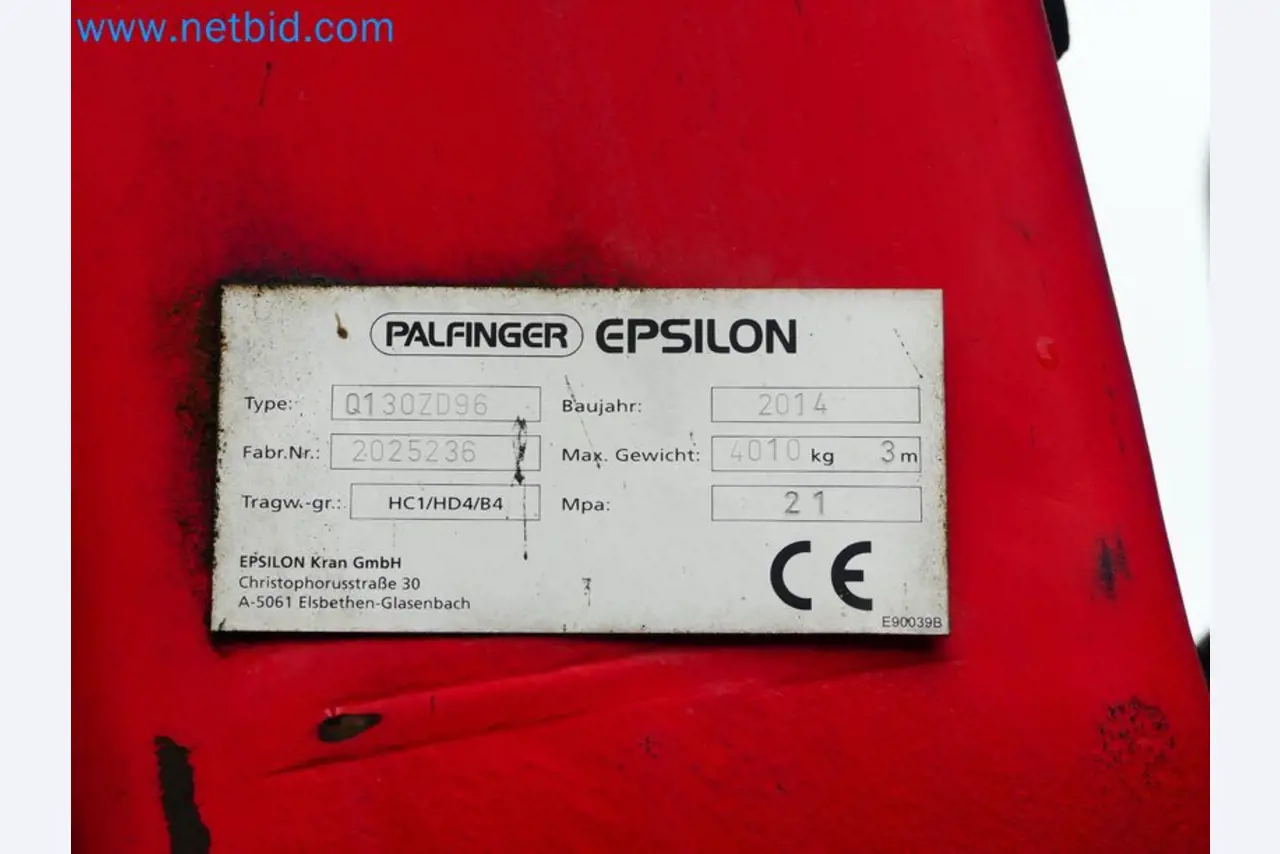 www.netbid.com
PALFINGER EPSILON
Type: Q130ZD96 Baujahr: 2014
Fabr.Nr.: 2025236 Max. Gewicht: 4010 kg 3 m
Tragw.-gr.: HC1/HD4/B4 Mpa: 21
EPSILON Kran GmbH
Christophorusstraße 30
A-5061 Elsbethen-Glasenbach
CE
E90039B